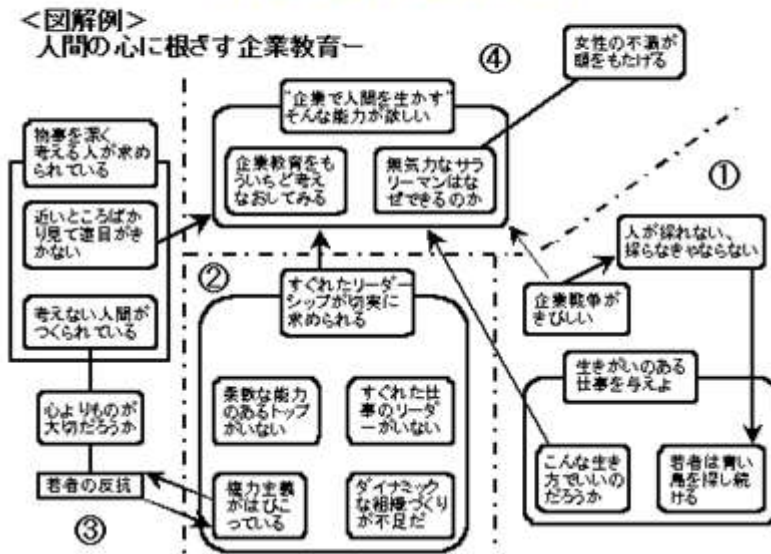 ＜図解例＞
人間の心に根ざす企業教育ー
④
女性の不満が
頭をもたげる
“企業で人間を生かす”
そんな能力が欲しい
企業教育をも
ういちど考え
なおしてみる
無気力なサラ
リーマンはな
ぜできるのか
物事を深く
考える人が求め
られている
近いところばか
り見て遠目がき
かない
考えない人間が
つくられている
心よりものが
大切だろうか
若者の反抗
③
②
すぐれたリーダー
シップが切実に
求められる
柔軟な能力
のあるトップ
がいない
すぐれた仕
事のリーダ
ーがいない
権力主義
がはびこ
っている
ダイナミック
な組織づくり
が不足だ
①
人が採れない、
採らなきゃならない
企業戦争が
きびしい
生きがいのある
仕事を与えよ
こんな生き
方でいいの
だろうか
若者は青い
鳥を探し続
ける